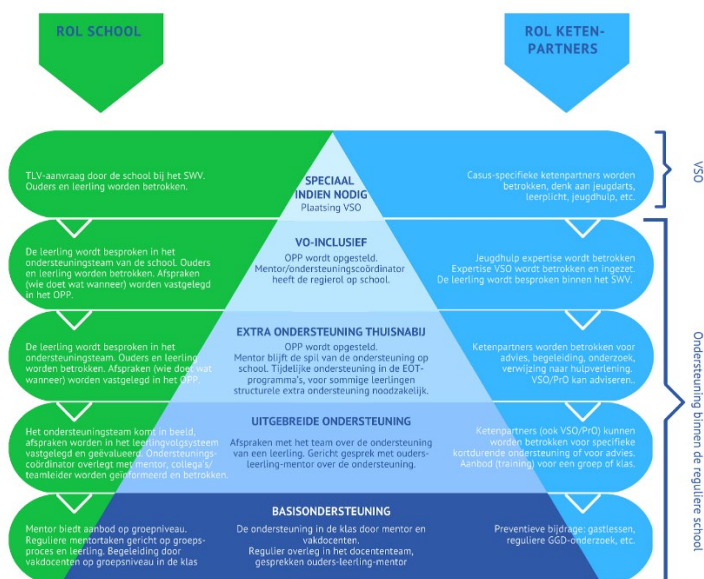 ROL SCHOOL
ROL KETEN-
PARTNERS
TLV-aanvraag door de school bij het SWV.
Ouders en leerling worden betrokken.
SPECIAAL
INDIEN NODIG
Plaatsing VSO
Casus-specifieke ketenpartners worden
betrokken, denk aan jeugdarts,
leerplicht, jeugdhulp, etc.
VSO
De leerling wordt besproken in het
ondersteuningsteam van de school. Ouders
en leerling worden betrokken. Afspraken
(wie doet wat wanneer) worden vastgelegd
in het OPP.
VO-INCLUSIEF
OPP wordt opgesteld.
Mentor/ondersteuningscoördinator
heeft de regierol op school.
Jeugdhulp expertise wordt betrokken
Expertise VSO wordt betrokken en ingezet.
De leerling wordt besproken binnen het SWV.
De leerling wordt besproken in het
ondersteuningsteam. Ouders en leerling
worden betrokken. Afspraken (wie doet wat
wanneer) worden vastgelegd in het OPP.
EXTRA ONDERSTEUNING THUISNABIJ
OPP wordt opgesteld.
Mentor blijft de spil van de ondersteuning op
school. Tijdelijke ondersteuning in de EOT-
programma's, voor sommige leerlingen
structurele extra ondersteuning noodzakelijk.
Ketenpartners worden betrokken voor
advies, begeleiding, onderzoek,
verwijzing naar hulpverlening.
VSO/PrO kan adviseren..
Het ondersteuningsteam komt in beeld,
afspraken worden in het leerlingvolgsysteem
vastgelegd en geëvalueerd. Ondersteunings-
coördinator overlegt met mentor, collega's/
teamleider worden geïnformeerd en betrokken.
UITGEBREIDE ONDERSTEUNING
Afspraken met het team over de ondersteuning
van een leerling. Gericht gesprek met ouders-
leerling-mentor over de ondersteuning.
Ketenpartners (ook VSO/PrO) kunnen
worden betrokken voor specifieke
kortdurende ondersteuning of voor advies.
Aanbod (training) voor een groep of klas.
Mentor biedt aanbod op groepniveau.
Reguliere mentortaken gericht op groeps-
proces en leerling. Begeleiding door
vakdocenten op groepsniveau in de klas
BASISONDERSTEUNING
De ondersteuning in de klas door mentor en
vakdocenten.
Regulier overleg in het docententeam,
gesprekken ouders-leerling-mentor
Preventieve bijdrage: gastlessen,
reguliere GGD-onderzoek, etc.
Ondersteuning binnen de reguliere school